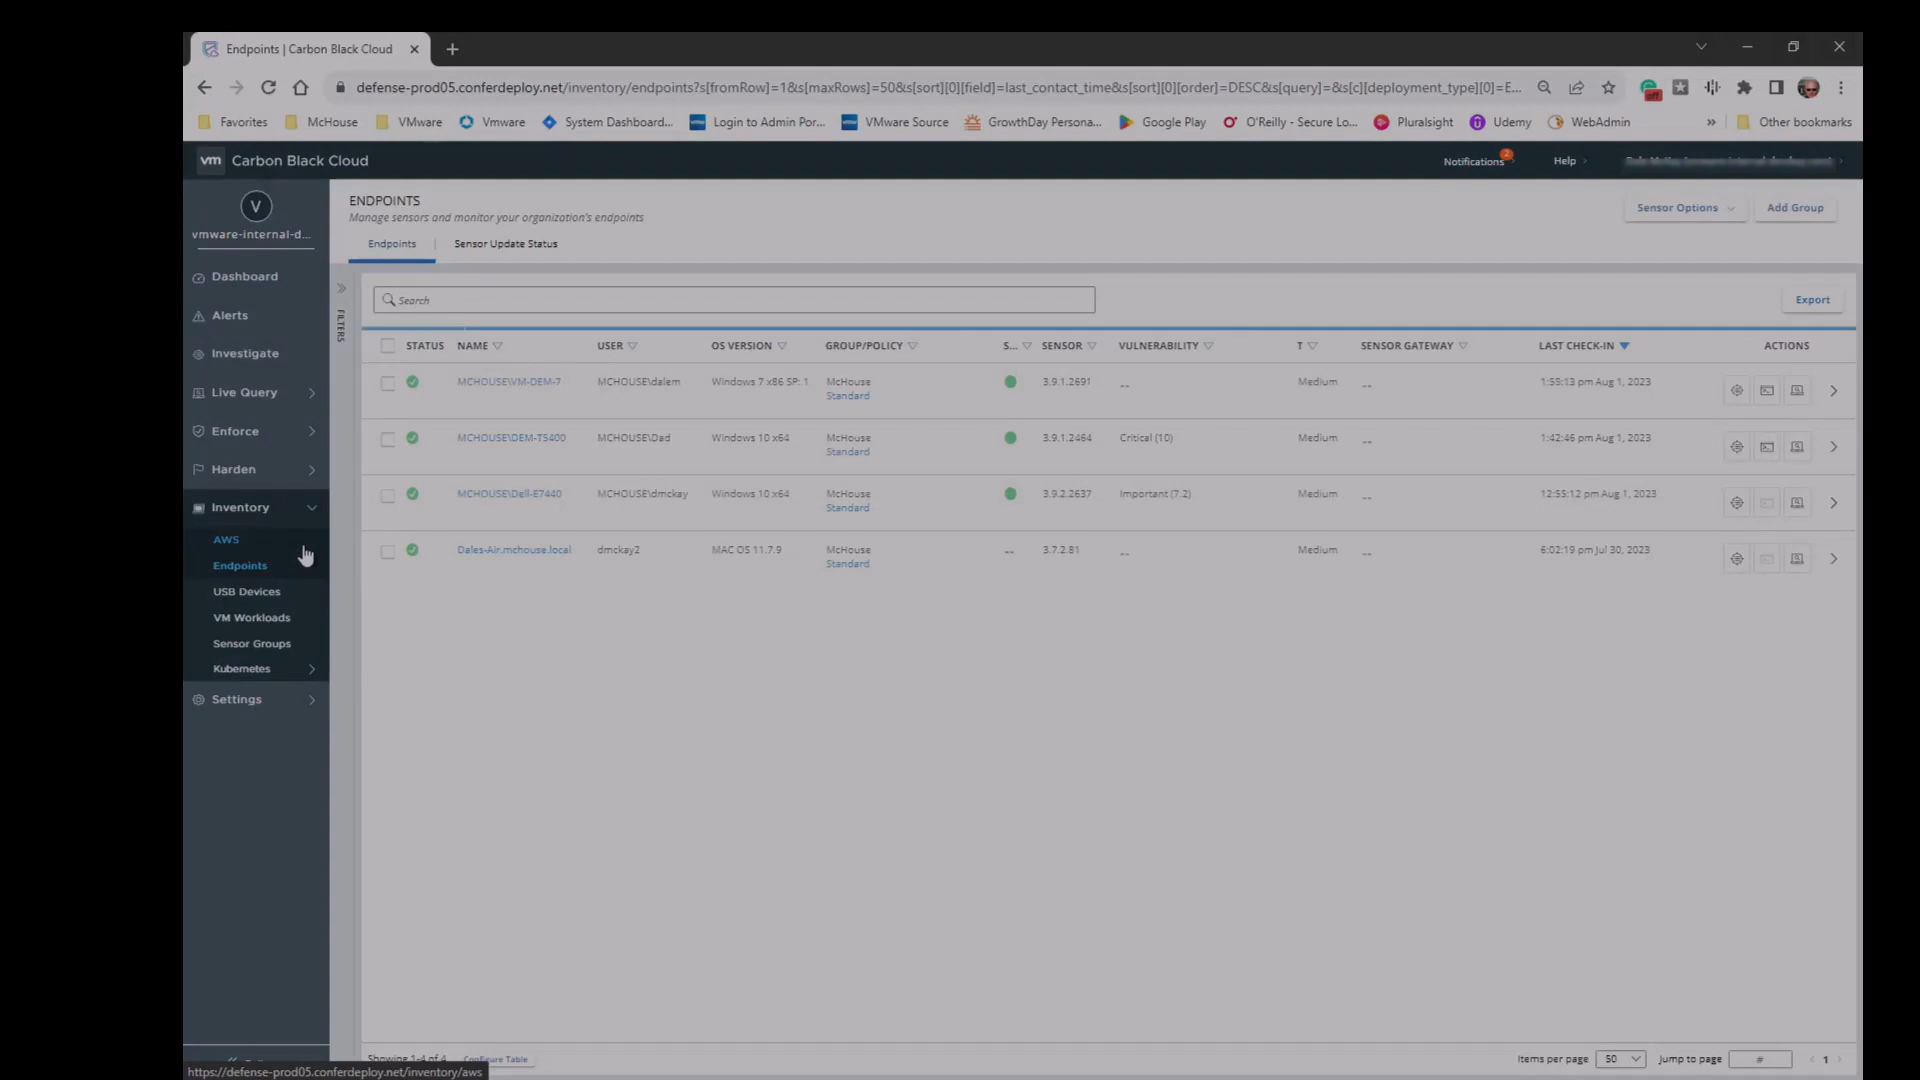 Endpoints | Carbon Black Cloud
defense-prod05.conferdeploy.net/inventory/endpoints?s[fromRow]=1&s[maxRows]=50&s[sort][0][field]=last_contact_time&s[sort][0][order]=DESC&s[query]=&s[c][deployment_type][0]=E...
off
Favorites McHouse VMware Vmware System Dashboard... Login to Admin Por... VMware Source GrowthDay Persona... Google Play O'Reilly - Secure Lo... Pluralsight Udemy WebAdmin » Other bookmarks
vm Carbon Black Cloud
Notifications 2 Help
V
vmware-internal-d...
Dashboard
Alerts
Investigate
Live Query
Enforce
Harden
Inventory
AWS
Endpoints
USB Devices
VM Workloads
Sensor Groups
Kubernetes
Settings
ENDPOINTS
Manage sensors and monitor your organization's endpoints
Sensor Options Add Group
Endpoints | Sensor Update Status
FILTERS
Search
Export
STATUS NAME USER OS VERSION GROUP/POLICY S... SENSOR VULNERABILITY T SENSOR GATEWAY LAST CHECK-IN ACTIONS
MCHOUSE\VM-DEM-7 MCHOUSE\dalem Windows 7 x86 SP: 1 McHouse 3.9.1.2691 -- Medium -- 1:55:13 pm Aug 1, 2023
Standard
MCHOUSE\DEM-T5400 MCHOUSE\Dad Windows 10 x64 McHouse 3.9.1.2464 Critical (10) Medium -- 1:42:46 pm Aug 1, 2023
Standard
MCHOUSE\Dell-E7440 MCHOUSE\dmckay Windows 10 x64 McHouse 3.9.2.2637 Important (7.2) Medium -- 12:55:12 pm Aug 1, 2023
Standard
Dales-Air.mchouse.local dmckay2 MAC OS 11.7.9 McHouse -- 3.7.2.81 -- Medium -- 6:02:19 pm Jul 30, 2023
Standard
Showing 1-4 of 4 Configure Table
Items per page 50 Jump to page # < 1 >
https://defense-prod05.conferdeploy.net/inventory/aws